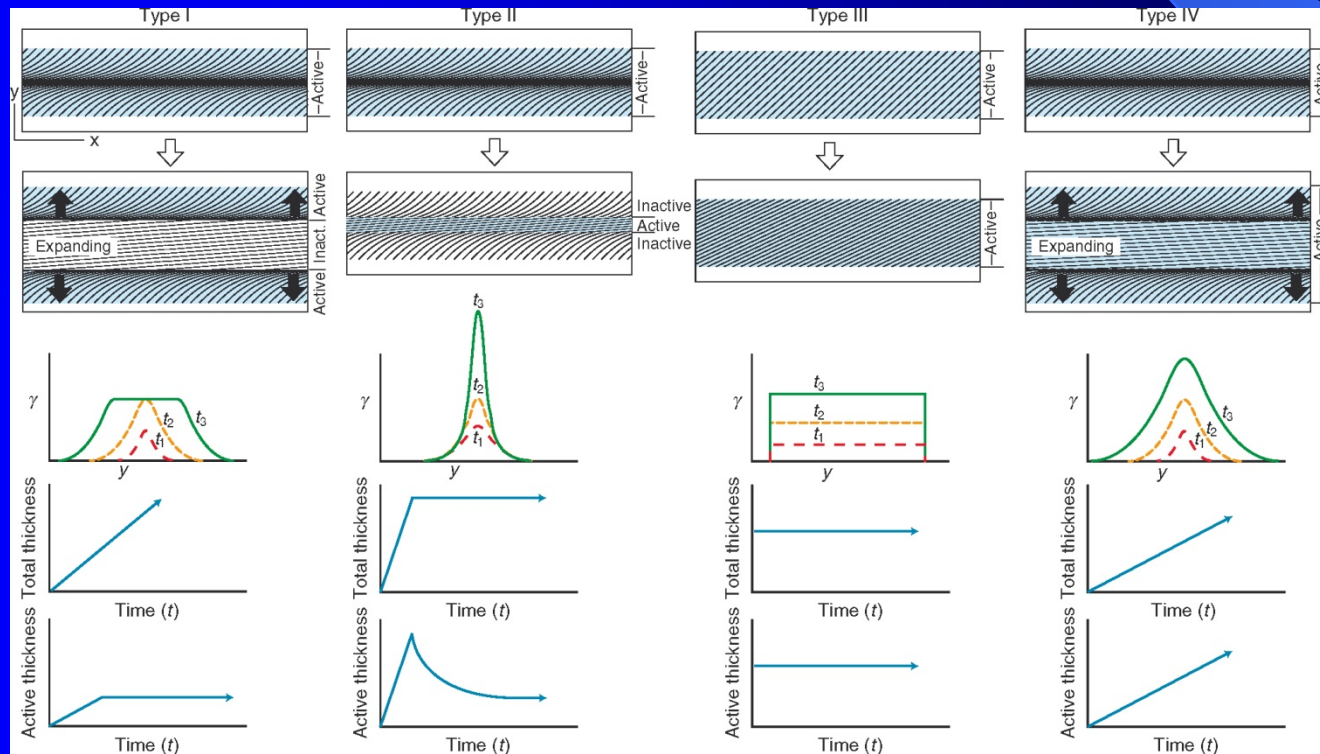 Type I
Type II
Type III
Type IV
y
x
–Active–
–Active–
–Active–
Active
Expanding
Active
Inact.
Active
Inactive
Active
Inactive
–Active–
Expanding
Active
γ
t1
t2
t3
y
γ
t1
t2
t3
γ
t1
t2
t3
y
γ
t1
t2
t3
y
Total thickness
Time (t)
Total thickness
Time (t)
Total thickness
Time (t)
Total thickness
Time (t)
Active thickness
Time (t)
Active thickness
Time (t)
Active thickness
Time (t)
Active thickness
Time (t)